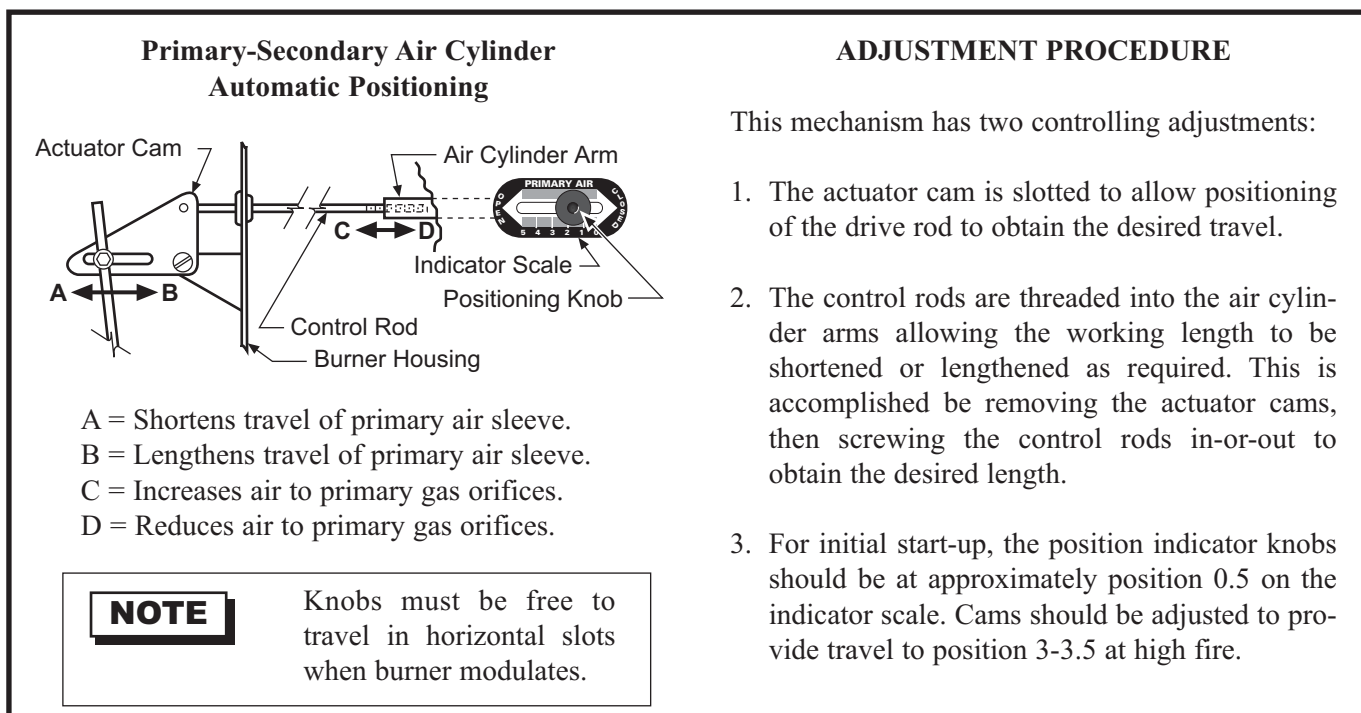 Primary-Secondary Air Cylinder
Automatic Positioning
Actuator Cam
Air Cylinder Arm
PRIMARY AIR
OPEN
CLOSED
5 4 3 2 1 0
C
D
Indicator Scale
Positioning Knob
A
B
Control Rod
Burner Housing
A = Shortens travel of primary air sleeve.
B = Lengthens travel of primary air sleeve.
C = Increases air to primary gas orifices.
D = Reduces air to primary gas orifices.
NOTE
Knobs must be free to
travel in horizontal slots
when burner modulates.
ADJUSTMENT PROCEDURE
This mechanism has two controlling adjustments:
1. The actuator cam is slotted to allow positioning
of the drive rod to obtain the desired travel.
2. The control rods are threaded into the air cylin-
der arms allowing the working length to be
shortened or lengthened as required. This is
accomplished be removing the actuator cams,
then screwing the control rods in-or-out to
obtain the desired length.
3. For initial start-up, the position indicator knobs
should be at approximately position 0.5 on the
indicator scale. Cams should be adjusted to pro-
vide travel to position 3-3.5 at high fire.